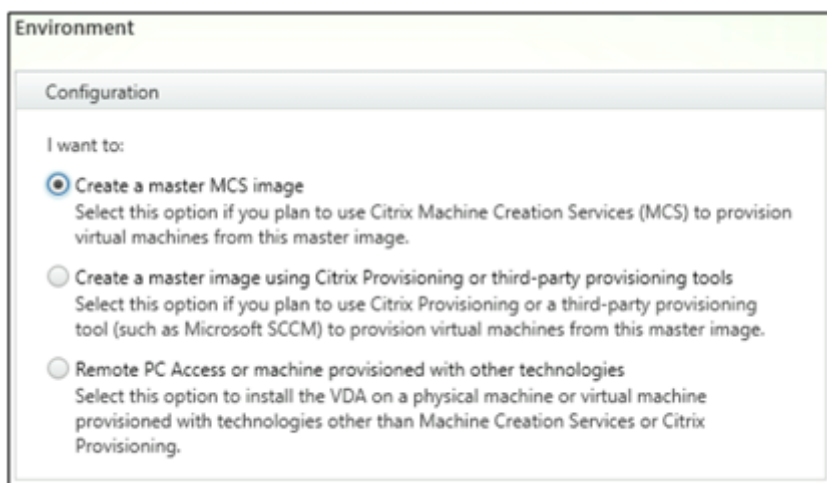 Environment
Configuration
I want to:
Create a master MCS image
Select this option if you plan to use Citrix Machine Creation Services (MCS) to provision
virtual machines from this master image.
Create a master image using Citrix Provisioning or third-party provisioning tools
Select this option if you plan to use Citrix Provisioning or a third-party provisioning
tool (such as Microsoft SCCM) to provision virtual machines from this master image.
Remote PC Access or machine provisioned with other technologies
Select this option to install the VDA on a physical machine or virtual machine
provisioned with technologies other than Machine Creation Services or Citrix
Provisioning.